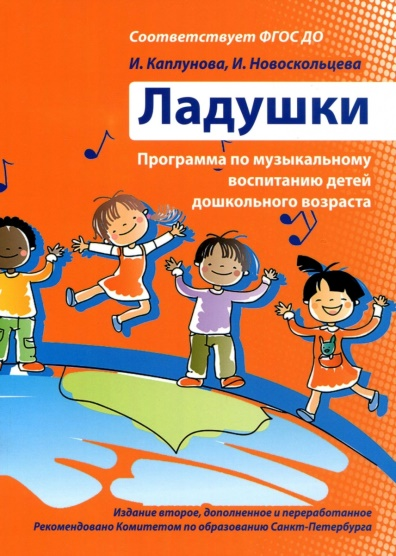 Соответствует ФГОС ДО
И. Каплунова, И. Новоскольцева
Ладушки
Программа по музыкальному
воспитанию детей
дошкольного возраста
Издание второе, дополненное и переработанное
Рекомендовано Комитетом по образованию Санкт-Петербурга